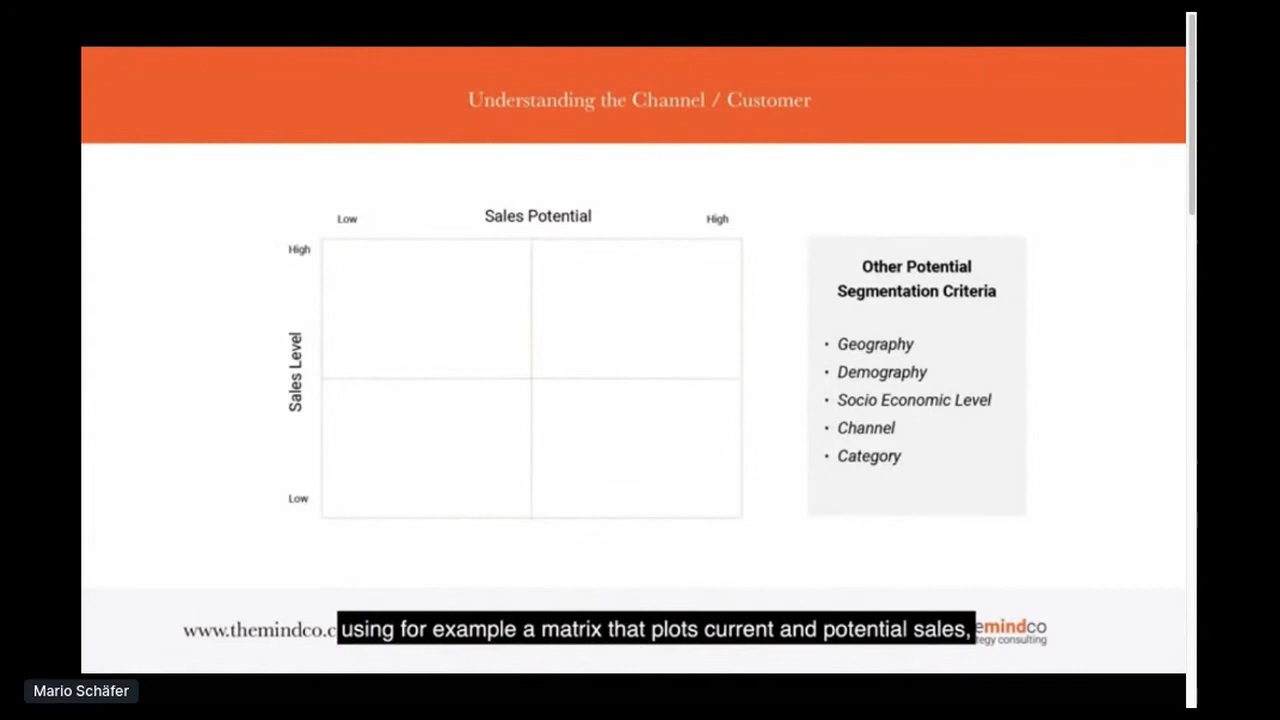 Understanding the Channel / Customer
Low Sales Potential High
High
Sales Level
Low
Other Potential
Segmentation Criteria
• Geography
• Demography
• Socio Economic Level
• Channel
• Category
www.themindco.c
using for example a matrix that plots current and potential sales,
emindco
tegy consulting
Mario Schäfer